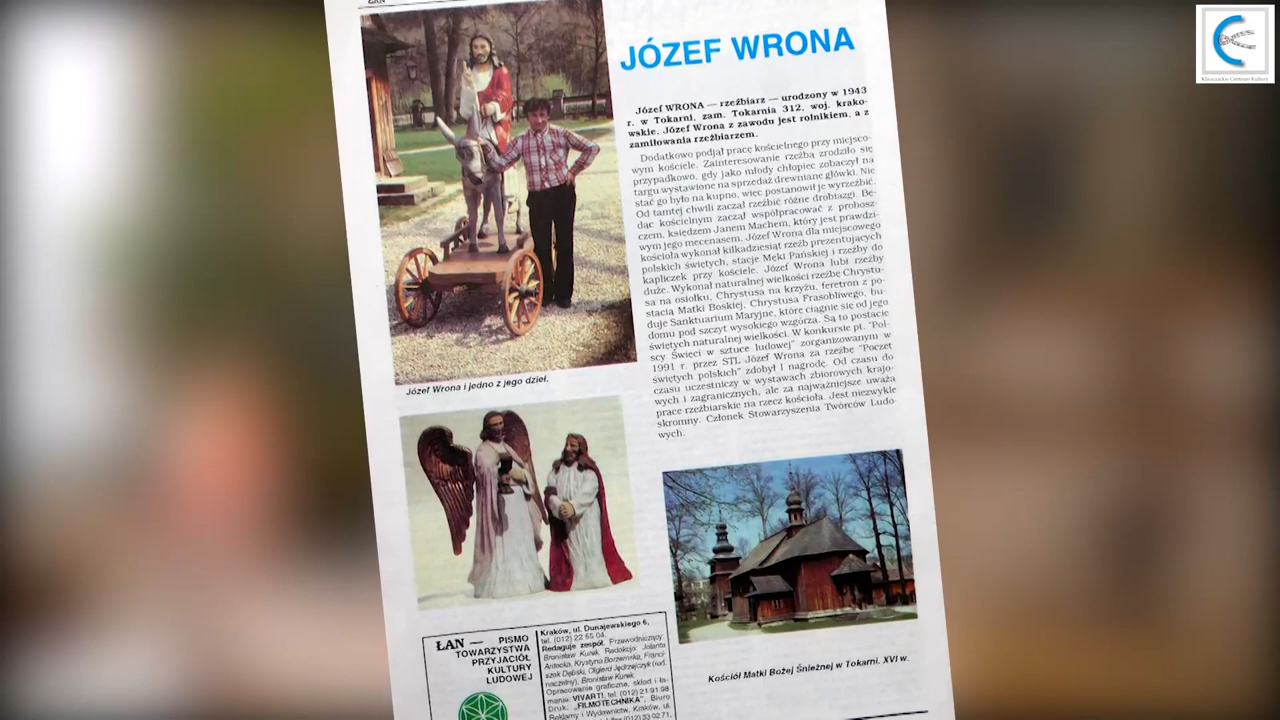 ŁAN
JÓZEF WRONA
Józef WRONA — rzeźbiarz — urodzony w 1943
r. w Tokarni, zam. Tokarnia 312, woj. krako-
wskie. Józef Wrona z zawodu jest rolnikiem, a z
zamiłowania rzeźbiarzem.
Dodatkowo podjął pracę kościelnego przy miejsco-
wym kościele. Zainteresowanie rzeźbą zrodziło się
przypadkowo, gdy jako młody chłopiec zobaczył na
targu wystawione na sprzedaż drewniane główki. Nie
stać go było na kupno, więc postanowił je wyrzeźbić.
Od tamtej chwili zaczął rzeźbić różne drobiazgi. Bę-
dąc kościelnym zaczął współpracować z probosz-
czem, księdzem Janem Machem, który jest prawdzi-
wym jego mecenasem. Józef Wrona dla miejscowego
kościoła wykonał kilkadziesiąt rzeźb prezentujących
polskich świętych, stacje Męki Pańskiej i rzeźby do
kapliczek przy kościele. Józef Wrona lubi rzeźby
duże. Wykonał naturalnej wielkości rzeźbę Chrystu-
sa na osiołku, Chrystusa na krzyżu, feretron z po-
stacią Matki Boskiej, Chrystusa Frasobliwego, bu-
duje Sanktuarium Maryjne, które ciągnie się od jego
domu pod szczyt wysokiego wzgórza. Są to postacie
świętych naturalnej wielkości. W konkursie pt. "Pol-
scy Święci w sztuce ludowej" zorganizowanym w
1991 r. przez STL Józef Wrona za rzeźbę "Poczet
świętych polskich" zdobył I nagrodę. Od czasu do
czasu uczestniczy w wystawach zbiorowych krajo-
wych i zagranicznych, ale za najważniejsze uważa
prace rzeźbiarskie na rzecz kościoła. Jest niezwykle
skromny. Członek Stowarzyszenia Twórców Ludo-
wych.
Józef Wrona i jedno z jego dzieł.
Kościół Matki Bożej Śnieżnej w Tokarni. XVI w.
ŁAN — PISMO
TOWARZYSTWA
PRZYJACIÓŁ
KULTURY
LUDOWEJ
Kraków, ul. Dunajewskiego 6,
tel. (012) 22 55 04.
Redaguje zespół. Przewodniczący:
Bronisław Kurek. Redakcja: Jolanta
Antecka, Krystyna Borzemska, Franci-
szek Dębski, Olgierd Jędrzejczyk (red.
naczelny), Bronisław Kurek.
Opracowanie graficzne, skład i ła-
manie: VIVART!, tel. (012) 21 91 98
Druk: „FILMOTECHNIKA", Biuro
Reklamy i Wydawnictw, Kraków, ul.
(012) 33 02 71,
Kliszczackie Centrum Kultury